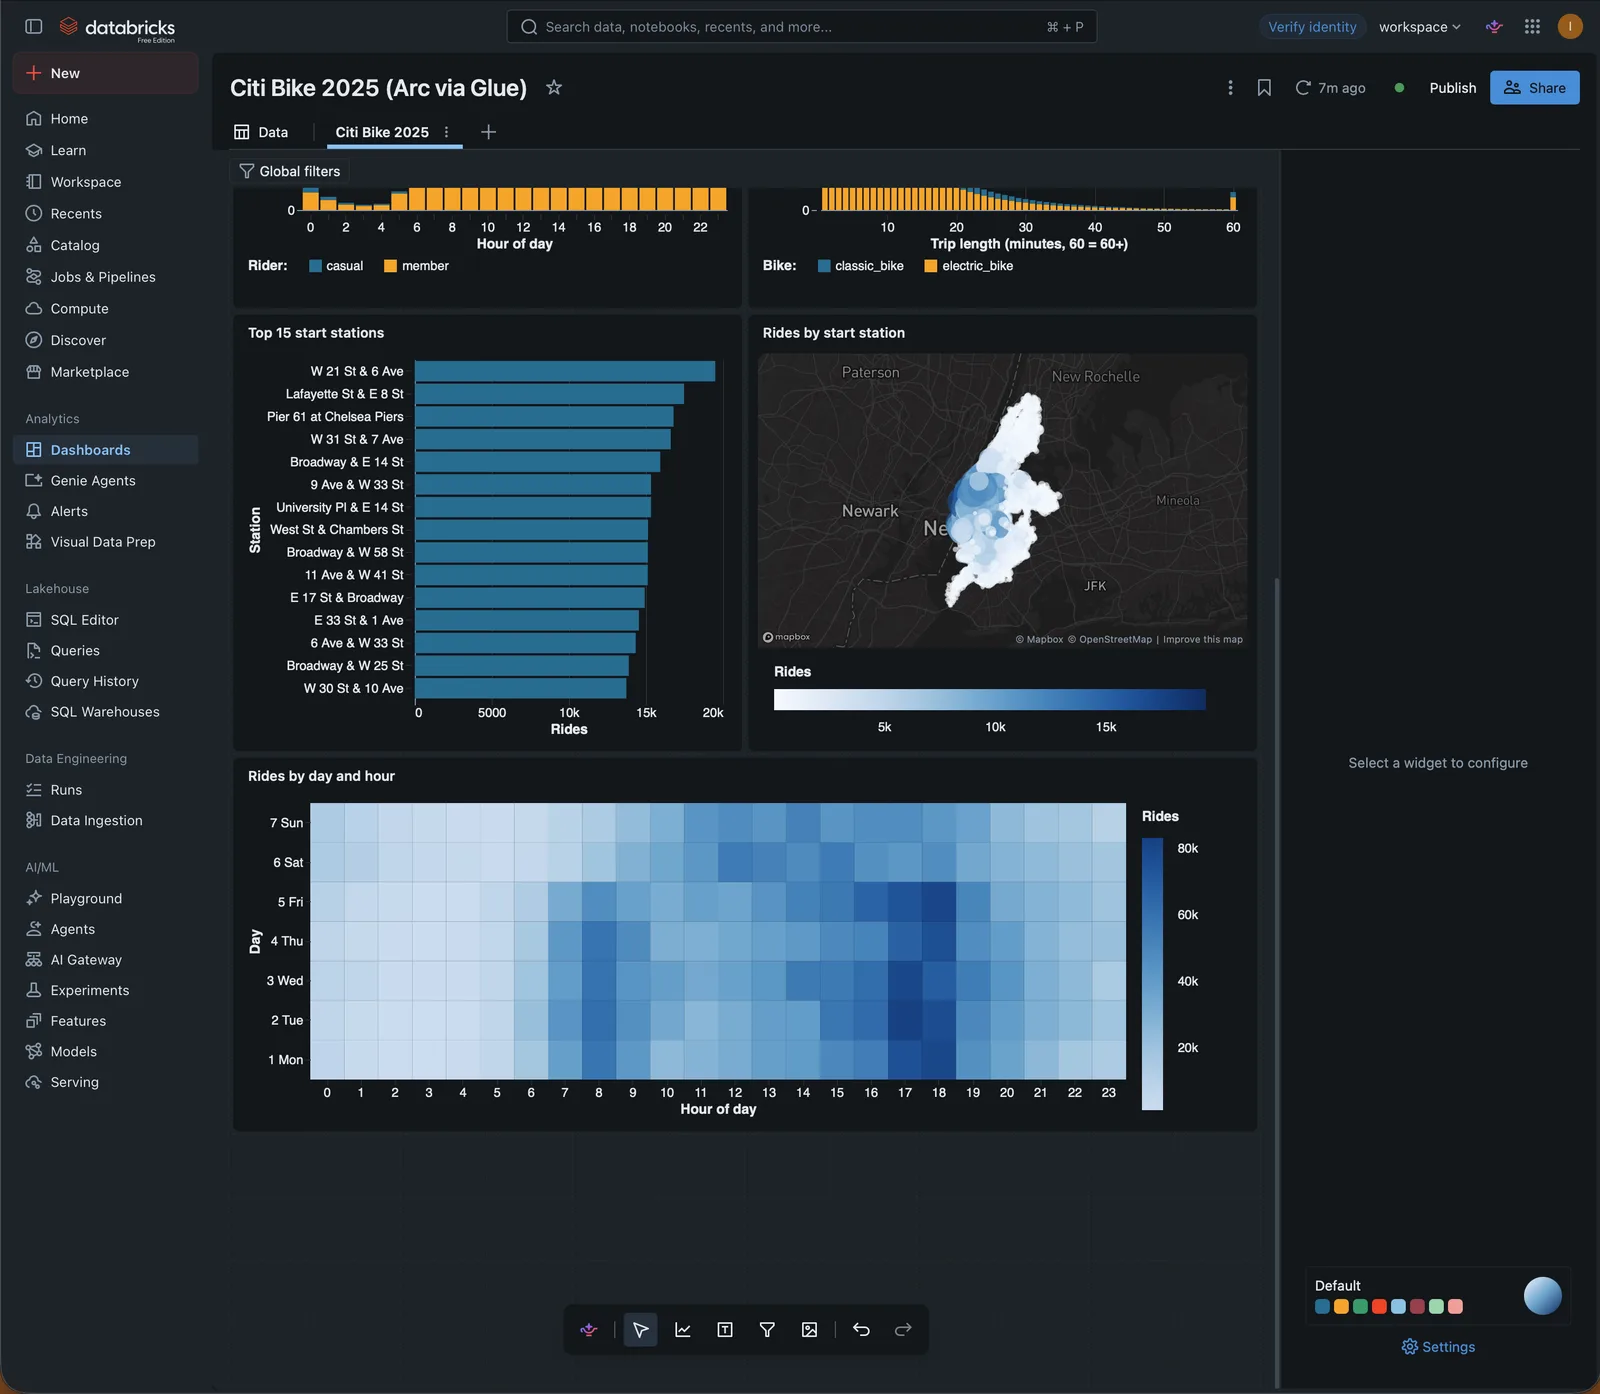 databricks
Free Edition
Search data, notebooks, recents, and more...
⌘ + P
Verify identity
workspace
I
New
Home
Learn
Workspace
Recents
Catalog
Jobs & Pipelines
Compute
Discover
Marketplace
Analytics
Dashboards
Genie Agents
Alerts
Visual Data Prep
Lakehouse
SQL Editor
Queries
Query History
SQL Warehouses
Data Engineering
Runs
Data Ingestion
AI/ML
Playground
Agents
AI Gateway
Experiments
Features
Models
Serving
Citi Bike 2025 (Arc via Glue)
7m ago
Publish
Share
Data
Citi Bike 2025
Global filters
0
0 2 4 6 8 10 12 14 16 18 20 22
Hour of day
Rider: casual member
0
10 20 30 40 50 60
Trip length (minutes, 60 = 60+)
Bike: classic_bike electric_bike
Top 15 start stations
Station
W 21 St & 6 Ave
Lafayette St & E 8 St
Pier 61 at Chelsea Piers
W 31 St & 7 Ave
Broadway & E 14 St
9 Ave & W 33 St
University Pl & E 14 St
West St & Chambers St
Broadway & W 58 St
11 Ave & W 41 St
E 17 St & Broadway
E 33 St & 1 Ave
6 Ave & W 33 St
Broadway & W 25 St
W 30 St & 10 Ave
0 5000 10k 15k 20k
Rides
Rides by start station
Paterson
New Rochelle
Newark
Ne
Mineola
JFK
mapbox
© Mapbox © OpenStreetMap | Improve this map
Rides
5k 10k 15k
Rides by day and hour
Day
7 Sun
6 Sat
5 Fri
4 Thu
3 Wed
2 Tue
1 Mon
0 1 2 3 4 5 6 7 8 9 10 11 12 13 14 15 16 17 18 19 20 21 22 23
Hour of day
Rides
80k
60k
40k
20k
Select a widget to configure
Default
Settings